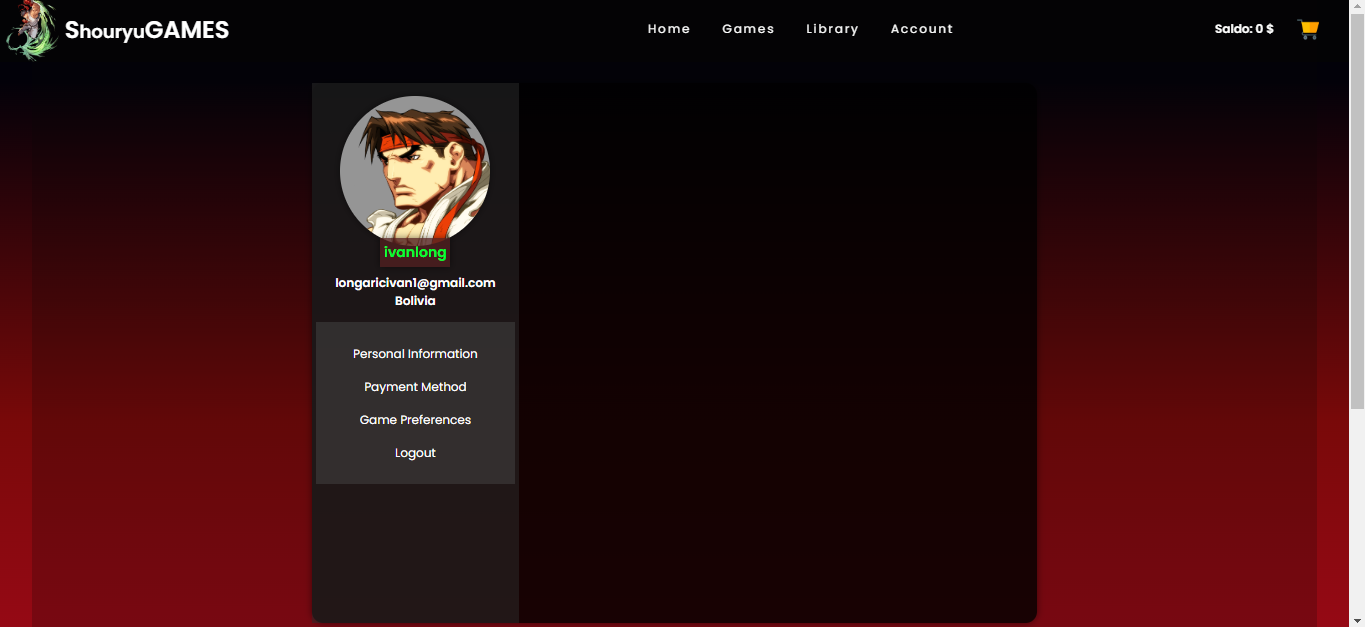 ShouryuGAMES
Home Games Library Account
Saldo: 0 $
ivanlong
longaricivan1@gmail.com
Bolivia
Personal Information
Payment Method
Game Preferences
Logout